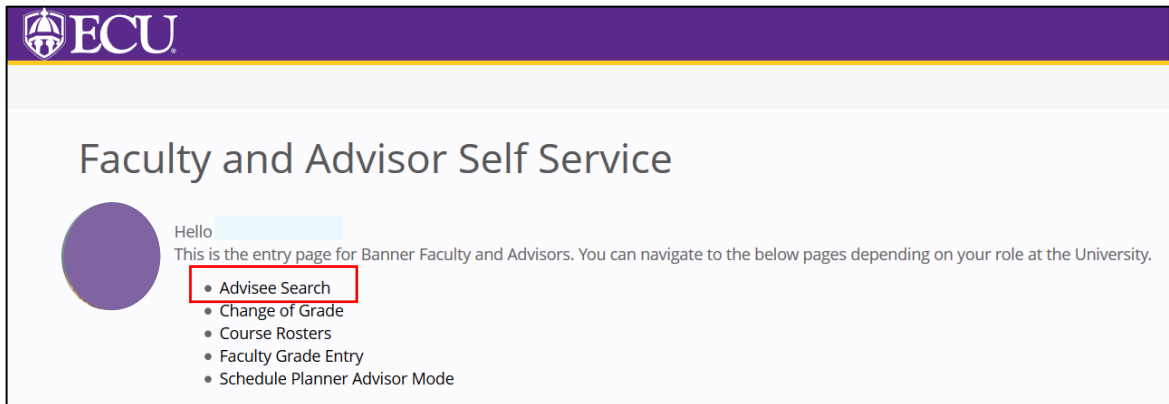 ECU
Faculty and Advisor Self Service
Hello
This is the entry page for Banner Faculty and Advisors. You can navigate to the below pages depending on your role at the University.
Advisee Search
Change of Grade
Course Rosters
Faculty Grade Entry
Schedule Planner Advisor Mode